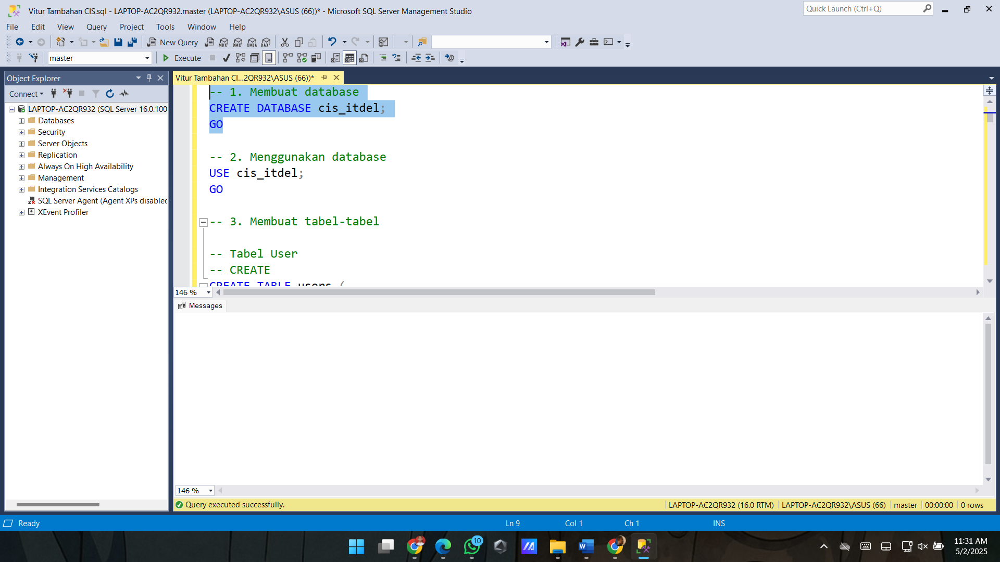 Vitur Tambahan CIS.sql - LAPTOP-AC2QR932.master (LAPTOP-AC2QR932\ASUS (66))* - Microsoft SQL Server Management Studio
Quick Launch (Ctrl+Q)
File Edit View Query Project Tools Window Help
New Query MDX DMX XMLA DAX
master Execute
Object Explorer
Vitur Tambahan CI...2QR932\ASUS (66))*
Connect
LAPTOP-AC2QR932 (SQL Server 16.0.100
Databases
Security
Server Objects
Replication
Always On High Availability
Management
Integration Services Catalogs
SQL Server Agent (Agent XPs disabled
XEvent Profiler
-- 1. Membuat database
CREATE DATABASE cis_itdel;
GO
-- 2. Menggunakan database
USE cis_itdel;
GO
-- 3. Membuat tabel-tabel
-- Tabel User
-- CREATE
CREATE TABLE users (
146 %
Messages
146 %
Query executed successfully.
LAPTOP-AC2QR932 (16.0 RTM) LAPTOP-AC2QR932\ASUS (66) master 00:00:00 0 rows
Ready Ln 9 Col 1 Ch 1 INS
10
11:31 AM
5/2/2025